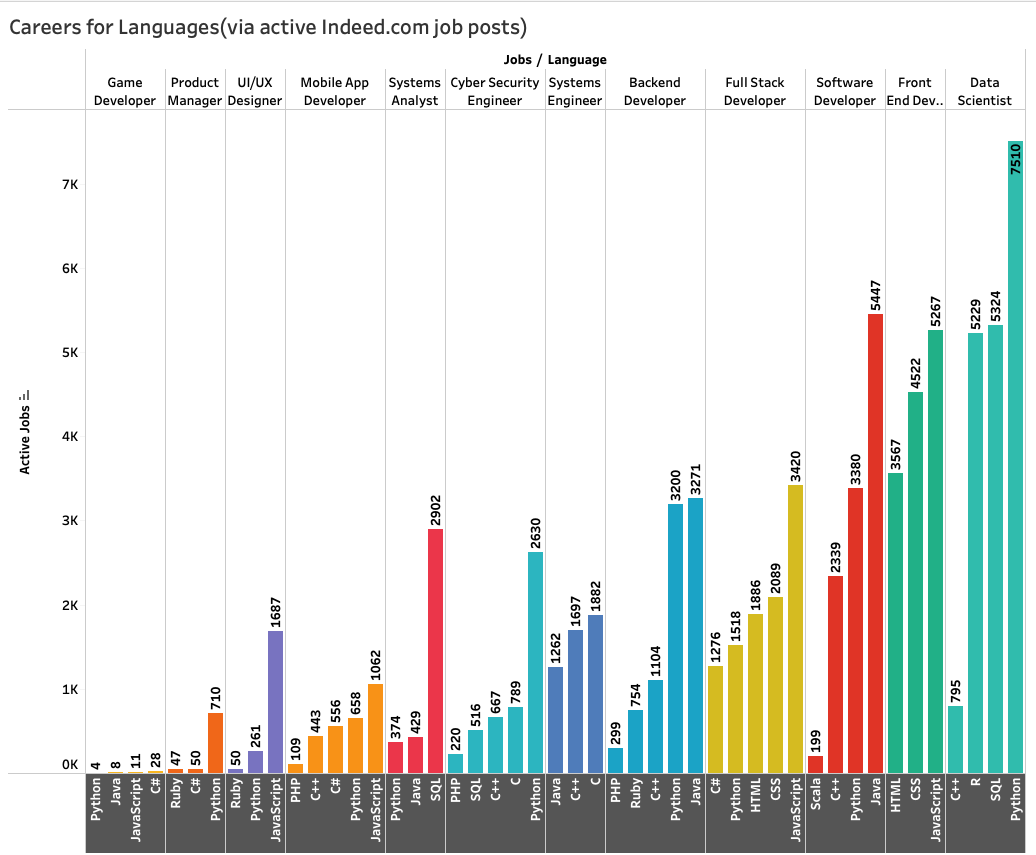 Careers for Languages(via active Indeed.com job posts)
Jobs / Language
Game
Developer
Product
Manager
UI/UX
Designer
Mobile App
Developer
Systems
Analyst
Cyber Security
Engineer
Systems
Engineer
Backend
Developer
Full Stack
Developer
Software
Developer
Front
End Dev..
Data
Scientist
Active Jobs
7K
6K
5K
4K
3K
2K
1K
0K
4
8
11
28
47
50
710
50
261
1687
109
443
556
658
1062
374
429
2902
220
516
667
789
2630
1262
1697
1882
299
754
1104
3200
3271
1276
1518
1886
2089
3420
199
2339
3380
5447
3567
4522
5267
795
5229
5324
7510
Python
Java
JavaScript
C#
Ruby
C#
Python
Ruby
Python
JavaScript
PHP
C++
C#
Python
JavaScript
Python
Java
SQL
PHP
SQL
C++
C
Python
Java
C++
C
PHP
Ruby
C++
Python
Java
C#
Python
HTML
CSS
JavaScript
Scala
C++
Python
Java
HTML
CSS
JavaScript
C++
R
SQL
Python